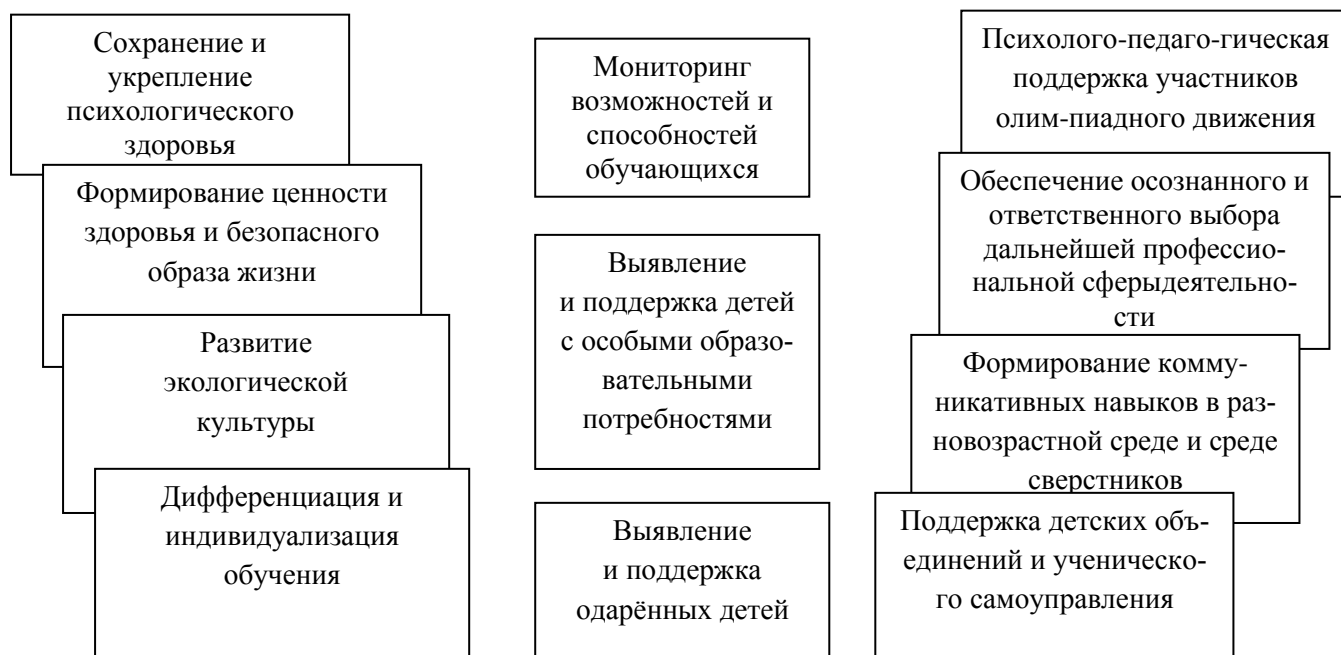 Сохранение и
укрепление
психологического
здоровья
Формирование ценности
здоровья и безопасного
образа жизни
Развитие
экологической
культуры
Дифференциация и
индивидуализация
обучения
Мониторинг
возможностей и
способностей
обучающихся
Выявление
и поддержка детей
с особыми образо-
вательными
потребностями
Выявление
и поддержка
одарённых детей
Психолого-педаго-гическая
поддержка участников
олим-пиадного движения
Обеспечение осознанного и
ответственного выбора
дальнейшей профессио-
нальной сферыдеятельно-
сти
Формирование комму-
никативных навыков в раз-
новозрастной среде и среде
сверстников
Поддержка детских объ-
единений и ученическо-
го самоуправления